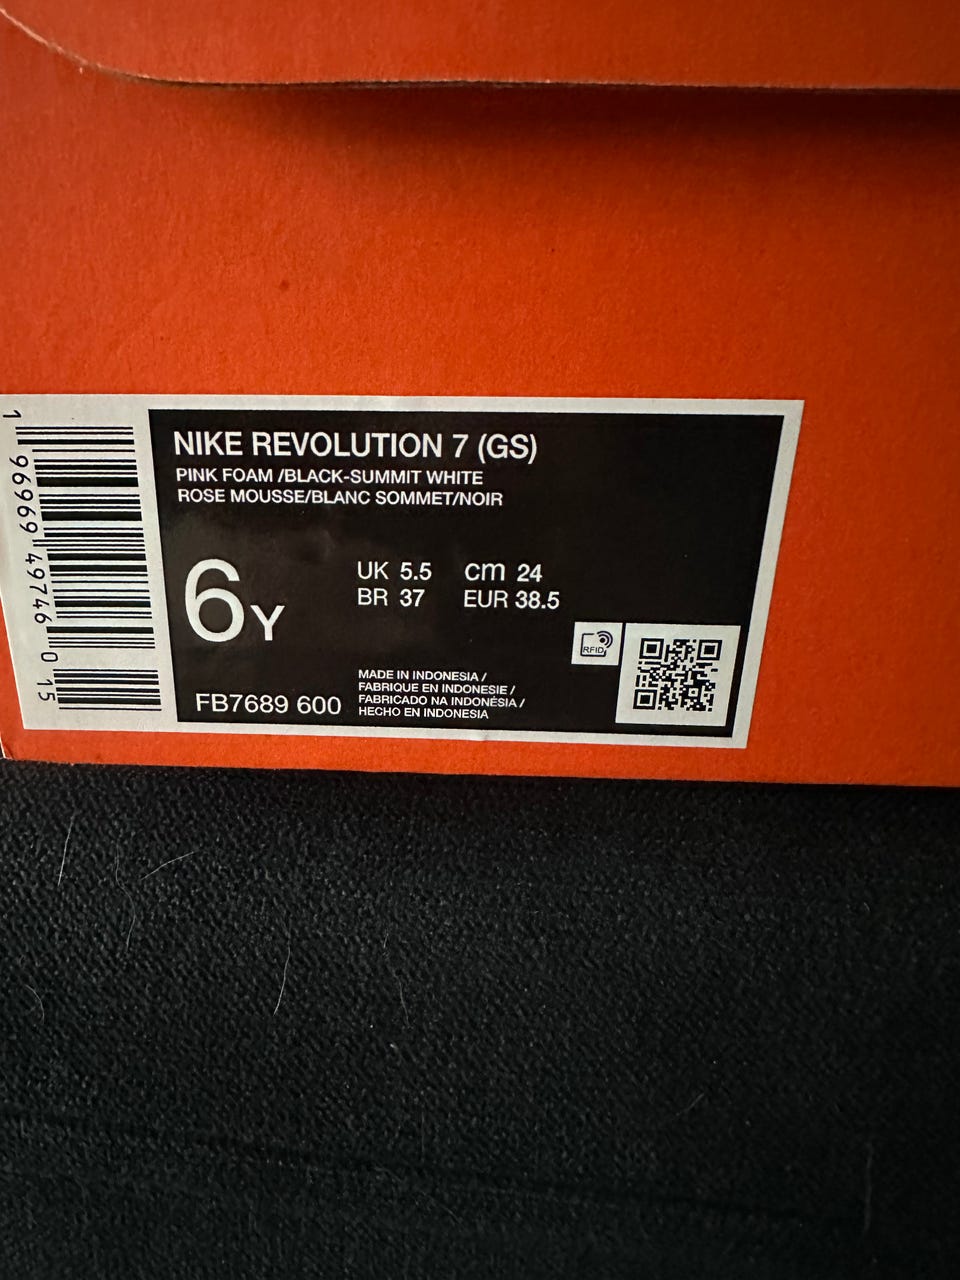 NIKE REVOLUTION 7 (GS)
PINK FOAM /BLACK-SUMMIT WHITE
ROSE MOUSSE/BLANC SOMMET/NOIR
6Y
UK 5.5 cm 24
BR 37 EUR 38.5
RFID
FB7689 600
MADE IN INDONESIA /
FABRIQUE EN INDONESIE /
FABRICADO NA INDONÉSIA /
HECHO EN INDONESIA
1 96969 49746 0 15